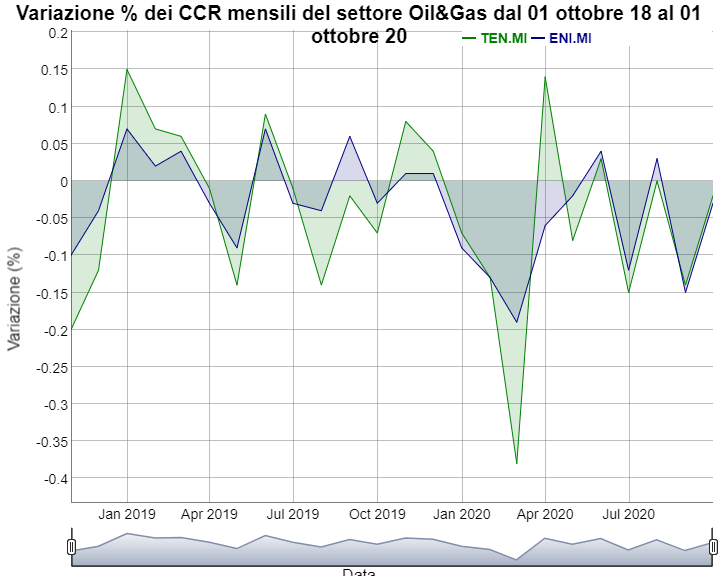 Variazione % dei CCR mensili del settore Oil&Gas dal 01 ottobre 18 al 01
ottobre 20
TEN.MI ENI.MI
0.2
0.15
0.1
0.05
0
-0.05
-0.1
-0.15
-0.2
-0.25
-0.3
-0.35
-0.4
Variazione (%)
Jan 2019 Apr 2019 Jul 2019 Oct 2019 Jan 2020 Apr 2020 Jul 2020
Data